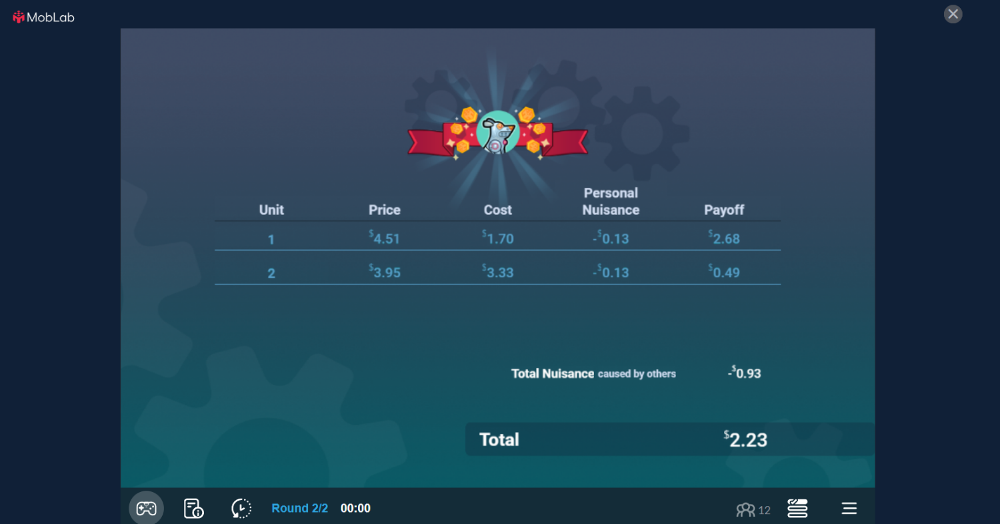 MobLab
Unit Price Cost Personal Nuisance Payoff
1 $4.51 $1.70 -$0.13 $2.68
2 $3.95 $3.33 -$0.13 $0.49
Total Nuisance caused by others -$0.93
Total $2.23
Round 2/2 00:00 12